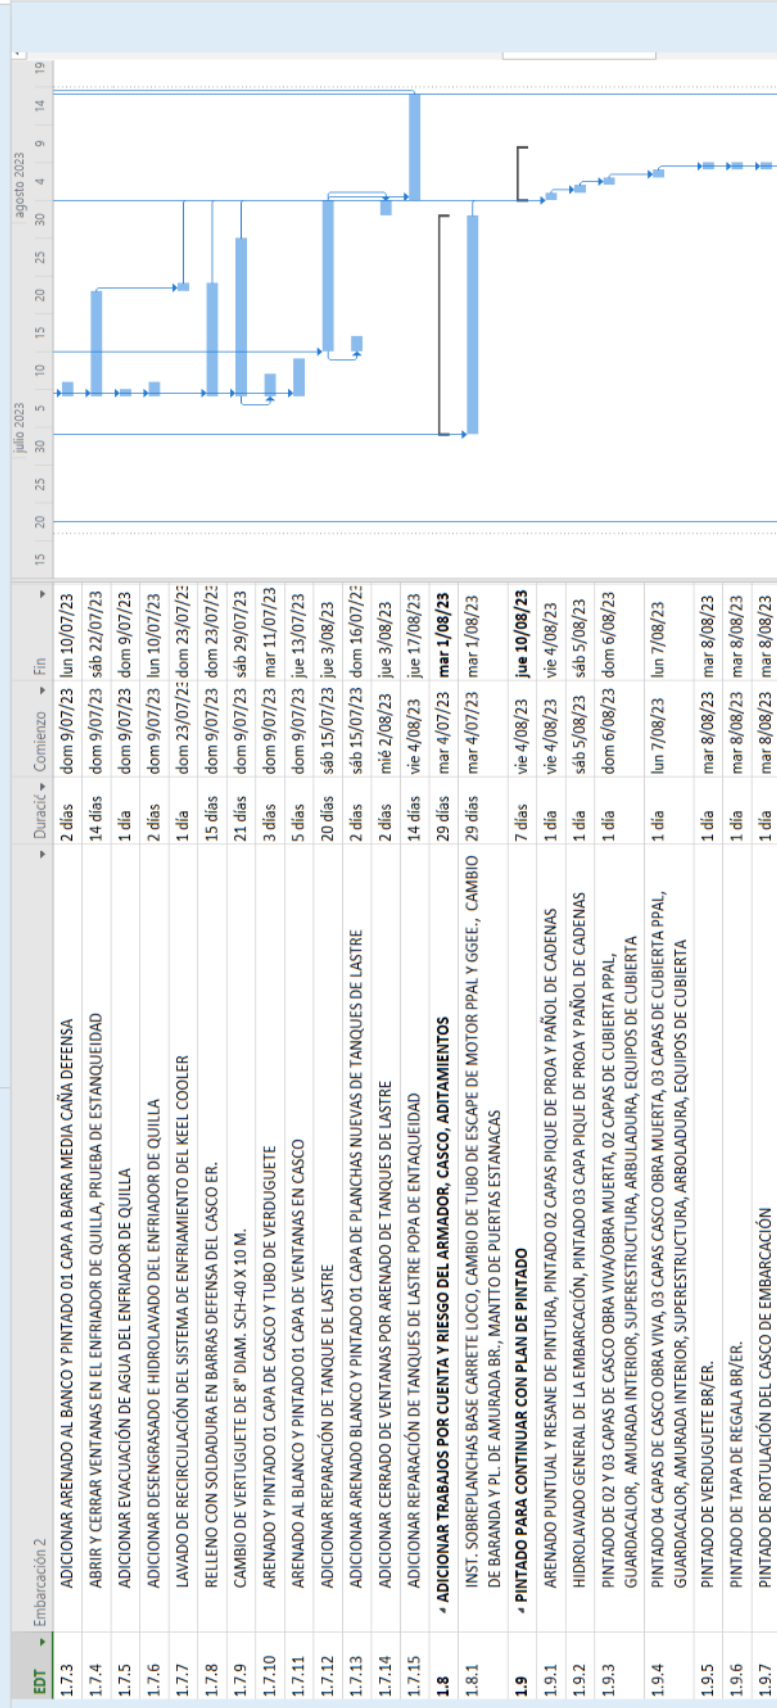 EDT Embarcación 2 Duracić Comienzo Fin
julio 2023 agosto 2023
15 20 25 30 5 10 15 20 25 30 4 9 14 19
1.7.3 ADICIONAR ARENADO AL BANCO Y PINTADO 01 CAPA A BARRA MEDIA CAÑA DEFENSA 2 días dom 9/07/23 lun 10/07/23
1.7.4 ABRIR Y CERRAR VENTANAS EN EL ENFRIADOR DE QUILLA, PRUEBA DE ESTANQUEIDAD 14 días dom 9/07/23 sáb 22/07/23
1.7.5 ADICIONAR EVACUACIÓN DE AGUA DEL ENFRIADOR DE QUILLA 1 día dom 9/07/23 dom 9/07/23
1.7.6 ADICIONAR DESENGRASADO E HIDROLAVADO DEL ENFRIADOR DE QUILLA 2 días dom 9/07/23 lun 10/07/23
1.7.7 LAVADO DE RECIRCULACIÓN DEL SISTEMA DE ENFRIAMIENTO DEL KEEL COOLER 1 día dom 23/07/23 dom 23/07/23
1.7.8 RELLENO CON SOLDADURA EN BARRAS DEFENSA DEL CASCO ER. 15 días dom 9/07/23 dom 23/07/23
1.7.9 CAMBIO DE VERTUGUETE DE 8" DIAM. SCH-40 X 10 M. 21 días dom 9/07/23 sáb 29/07/23
1.7.10 ARENADO Y PINTADO 01 CAPA DE CASCO Y TUBO DE VERDUGUETE 3 días dom 9/07/23 mar 11/07/23
1.7.11 ARENADO AL BLANCO Y PINTADO 01 CAPA DE VENTANAS EN CASCO 5 días dom 9/07/23 jue 13/07/23
1.7.12 ADICIONAR REPARACIÓN DE TANQUE DE LASTRE 20 días sáb 15/07/23 jue 3/08/23
1.7.13 ADICIONAR ARENADO BLANCO Y PINTADO 01 CAPA DE PLANCHAS NUEVAS DE TANQUES DE LASTRE 2 días sáb 15/07/23 dom 16/07/23
1.7.14 ADICIONAR CERRADO DE VENTANAS POR ARENADO DE TANQUES DE LASTRE 2 días mié 2/08/23 jue 3/08/23
1.7.15 ADICIONAR REPARACIÓN DE TANQUES DE LASTRE POPA DE ENTAQUEIDAD 14 días vie 4/08/23 jue 17/08/23
1.8 ADICIONAR TRABAJOS POR CUENTA Y RIESGO DEL ARMADOR, CASCO, ADITAMIENTOS 29 días mar 4/07/23 mar 1/08/23
1.8.1 INST. SOBREPLANCHAS BASE CARRETE LOCO, CAMBIO DE TUBO DE ESCAPE DE MOTOR PPAL Y GGEE., CAMBIO 29 días mar 4/07/23 mar 1/08/23
DE BARANDA Y PL. DE AMURADA BR., MANTTO DE PUERTAS ESTANACAS
1.9 PINTADO PARA CONTINUAR CON PLAN DE PINTADO 7 días vie 4/08/23 jue 10/08/23
1.9.1 ARENADO PUNTUAL Y RESANE DE PINTURA, PINTADO 02 CAPAS PIQUE DE PROA Y PAÑOL DE CADENAS 1 día vie 4/08/23 vie 4/08/23
1.9.2 HIDROLAVADO GENERAL DE LA EMBARCACIÓN, PINTADO 03 CAPA PIQUE DE PROA Y PAÑOL DE CADENAS 1 día sáb 5/08/23 sáb 5/08/23
1.9.3 PINTADO DE 02 Y 03 CAPAS DE CASCO OBRA VIVA/OBRA MUERTA, 02 CAPAS DE CUBIERTA PPAL, 1 día dom 6/08/23 dom 6/08/23
GUARDACALOR, AMURADA INTERIOR, SUPERESTRUCTURA, ARBULADURA, EQUIPOS DE CUBIERTA
1.9.4 PINTADO 04 CAPAS DE CASCO OBRA VIVA, 03 CAPAS CASCO OBRA MUERTA, 03 CAPAS DE CUBIERTA PPAL, 1 día lun 7/08/23 lun 7/08/23
GUARDACALOR, AMURADA INTERIOR, SUPERESTRUCTURA, ARBOLADURA, EQUIPOS DE CUBIERTA
1.9.5 PINTADO DE VERDUGUETE BR/ER. 1 día mar 8/08/23 mar 8/08/23
1.9.6 PINTADO DE TAPA DE REGALA BR/ER. 1 día mar 8/08/23 mar 8/08/23
1.9.7 PINTADO DE ROTULACIÓN DEL CASCO DE EMBARCACIÓN 1 día mar 8/08/23 mar 8/08/23